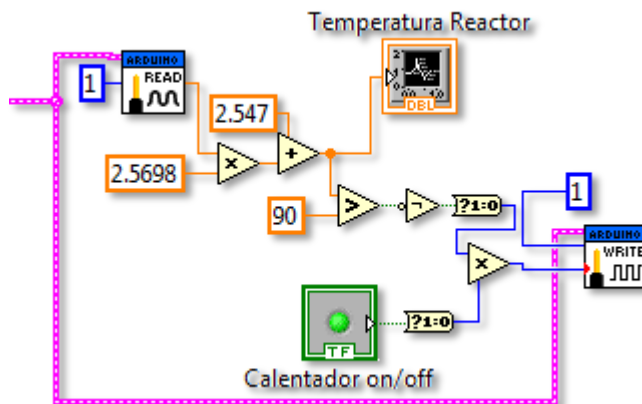 Temperatura Reactor
ARDUINO
READ
1
2.547
DBL
2.5698
+
x
90
>
¬
?1:0
1
ARDUINO
WRITE
x
TF
?1:0
Calentador on/off